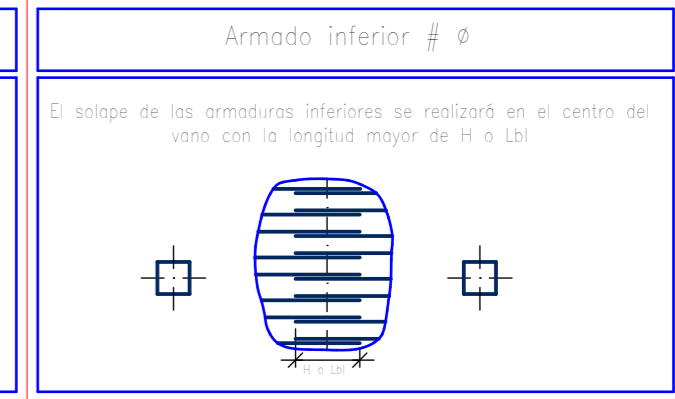 Armado inferior # ø
El solape de las armaduras inferiores se realizará en el centro del
vano con la longitud mayor de H o Lbl
H o Lbl